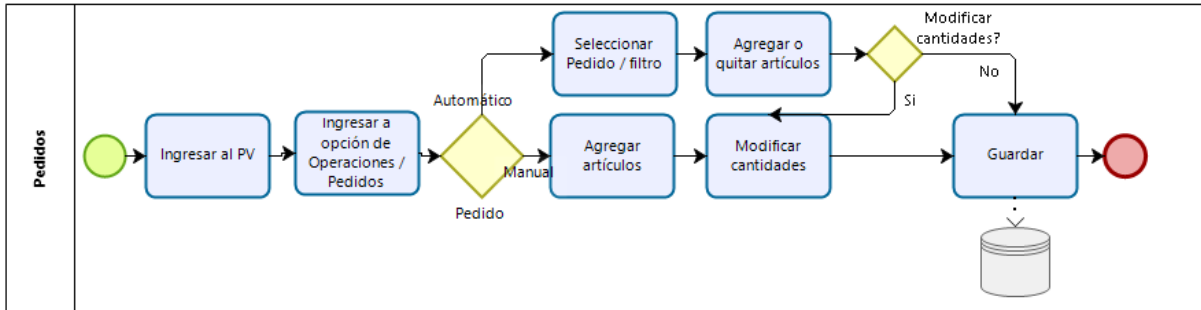 Pedidos
Ingresar al PV
Ingresar a
opción de
Operaciones /
Pedidos
Automático
Manual
Pedido
Seleccionar
Pedido / filtro
Agregar o
quitar artículos
Modificar
cantidades?
No
Si
Agregar
artículos
Modificar
cantidades
Guardar